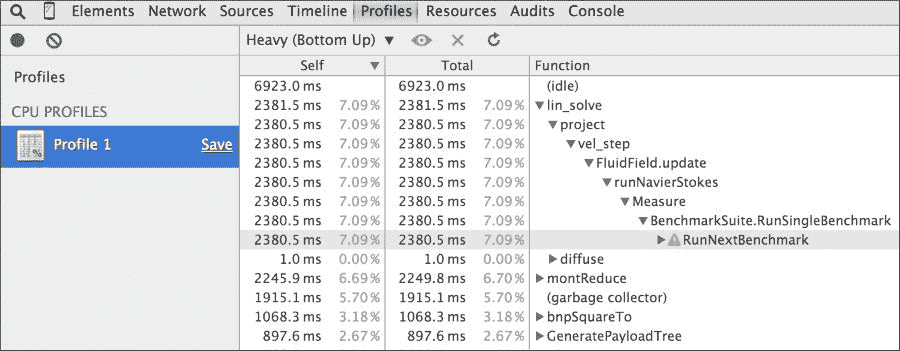 Elements Network Sources Timeline Profiles Resources Audits Console
Heavy (Bottom Up) ▼
Profiles
CPU PROFILES
Profile 1 Save
Self ▼ Total Function
6923.0 ms 6923.0 ms (idle)
2381.5 ms 7.09% 2381.5 ms 7.09% ▼lin_solve
2380.5 ms 7.09% 2380.5 ms 7.09% ▼project
2380.5 ms 7.09% 2380.5 ms 7.09% ▼vel_step
2380.5 ms 7.09% 2380.5 ms 7.09% ▼FluidField.update
2380.5 ms 7.09% 2380.5 ms 7.09% ▼runNavierStokes
2380.5 ms 7.09% 2380.5 ms 7.09% ▼Measure
2380.5 ms 7.09% 2380.5 ms 7.09% ▼BenchmarkSuite.RunSingleBenchmark
2380.5 ms 7.09% 2380.5 ms 7.09% ▶RunNextBenchmark
1.0 ms 0.00% 1.0 ms 0.00% ▶diffuse
2245.9 ms 6.69% 2249.8 ms 6.70% ▶montReduce
1915.1 ms 5.70% 1915.1 ms 5.70% (garbage collector)
1068.3 ms 3.18% 1068.3 ms 3.18% ▶bnpSquareTo
897.6 ms 2.67% 897.6 ms 2.67% ▶GeneratePayloadTree